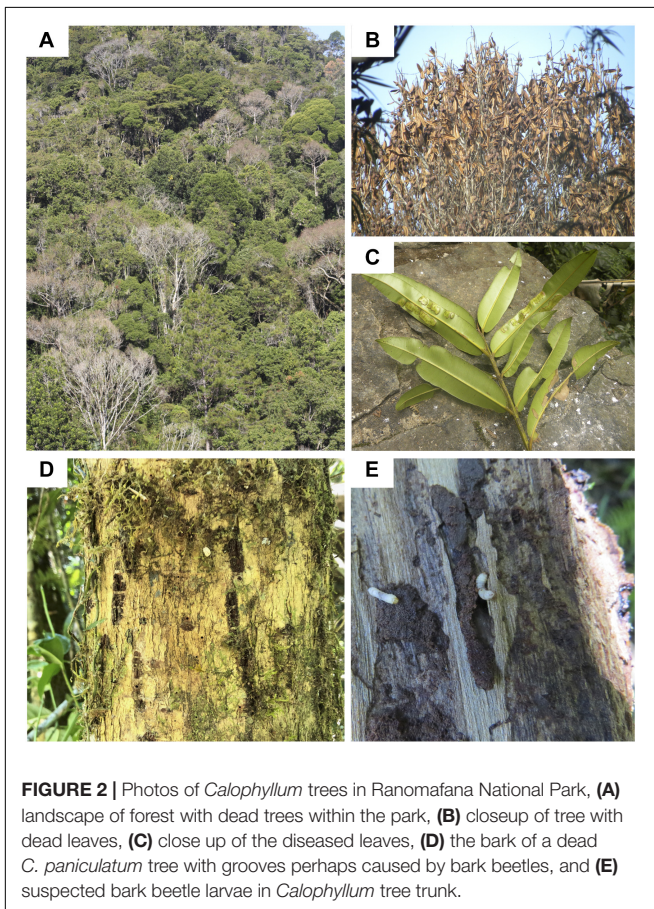 A
B
C
D
E
FIGURE 2 | Photos of Calophyllum trees in Ranomafana National Park, (A)
landscape of forest with dead trees within the park, (B) closeup of tree with
dead leaves, (C) close up of the diseased leaves, (D) the bark of a dead
C. paniculatum tree with grooves perhaps caused by bark beetles, and (E)
suspected bark beetle larvae in Calophyllum tree trunk.